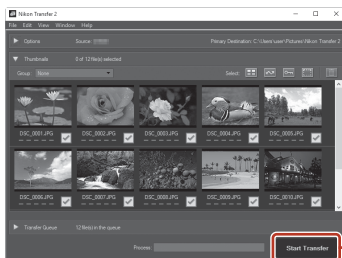 Nikon Transfer 2
File Edit View Window Help
Options Source: Primary Destination: C:\Users\user\Pictures\Nikon Transfer 2
Thumbnails 0 of 12 file(s) selected
Group: None Select:
DSC_0001.JPG DSC_0002.JPG DSC_0003.JPG DSC_0004.JPG DSC_0005.JPG
DSC_0006.JPG DSC_0007.JPG DSC_0008.JPG DSC_0009.JPG DSC_0010.JPG
Transfer Queue 12 file(s) in the queue
Process: Start Transfer